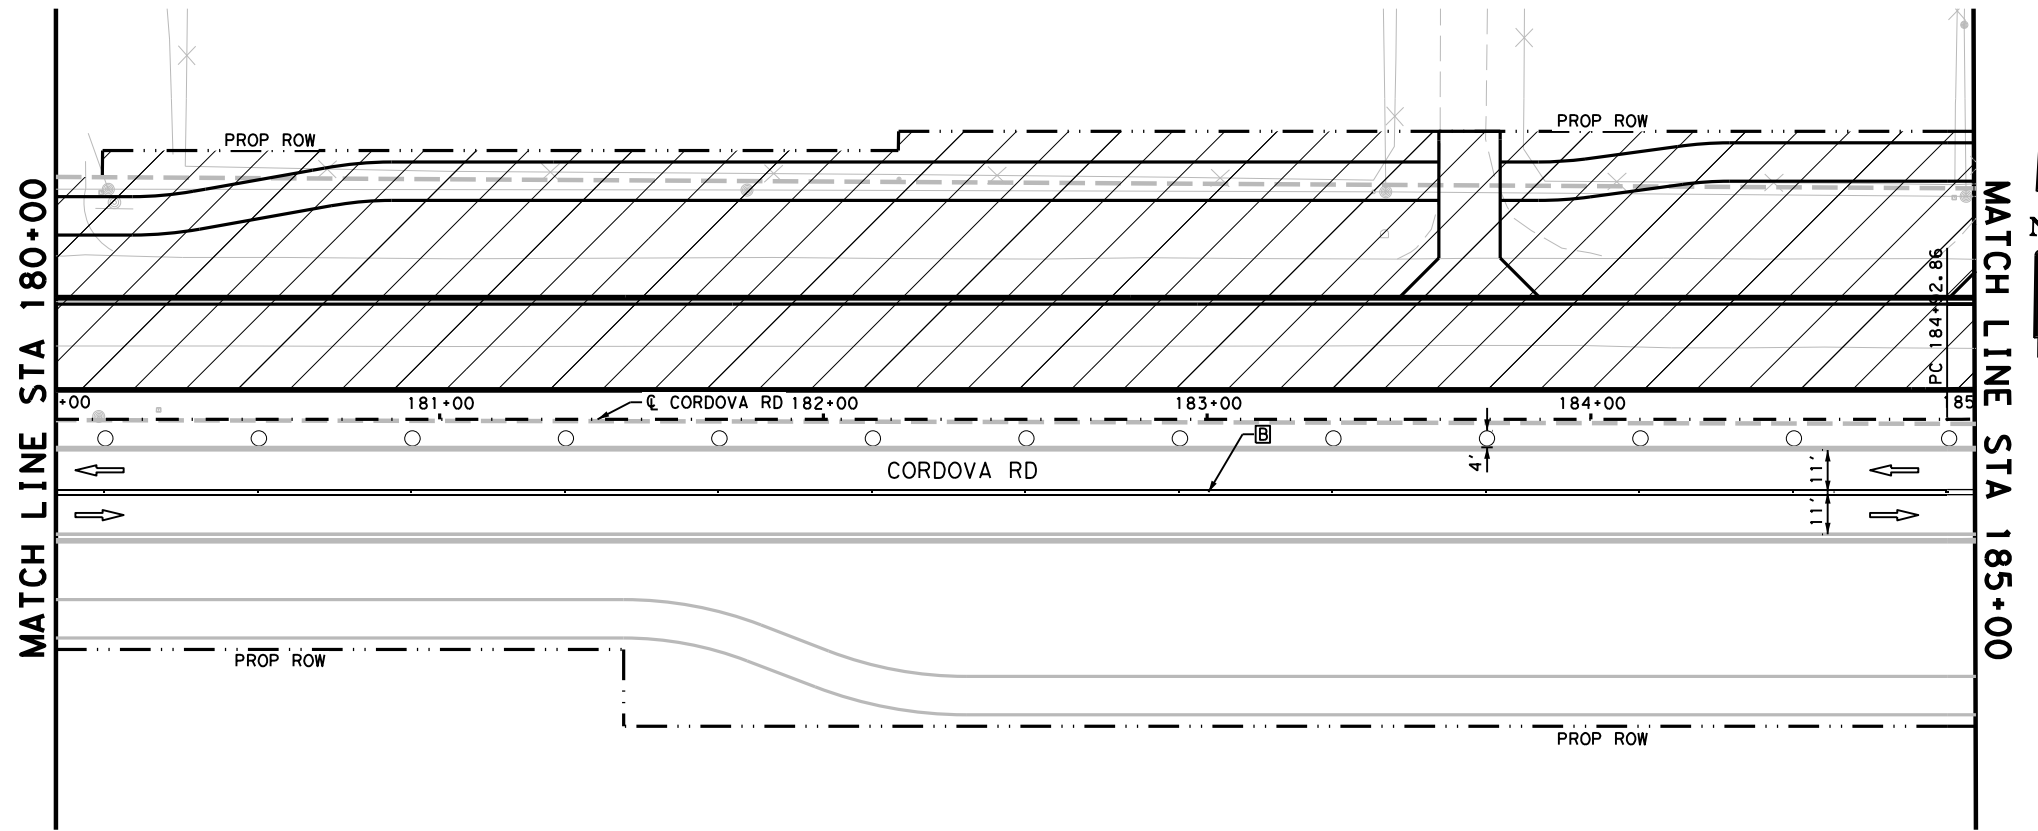 PROP ROW
PROP ROW
MATCH LINE STA 180+00
MATCH LINE STA 185+00
N
PC 184+92.86
+00
181+00
℄ CORDOVA RD
182+00
183+00
184+00
185
B
4'
CORDOVA RD
11'
11'
PROP ROW
PROP ROW